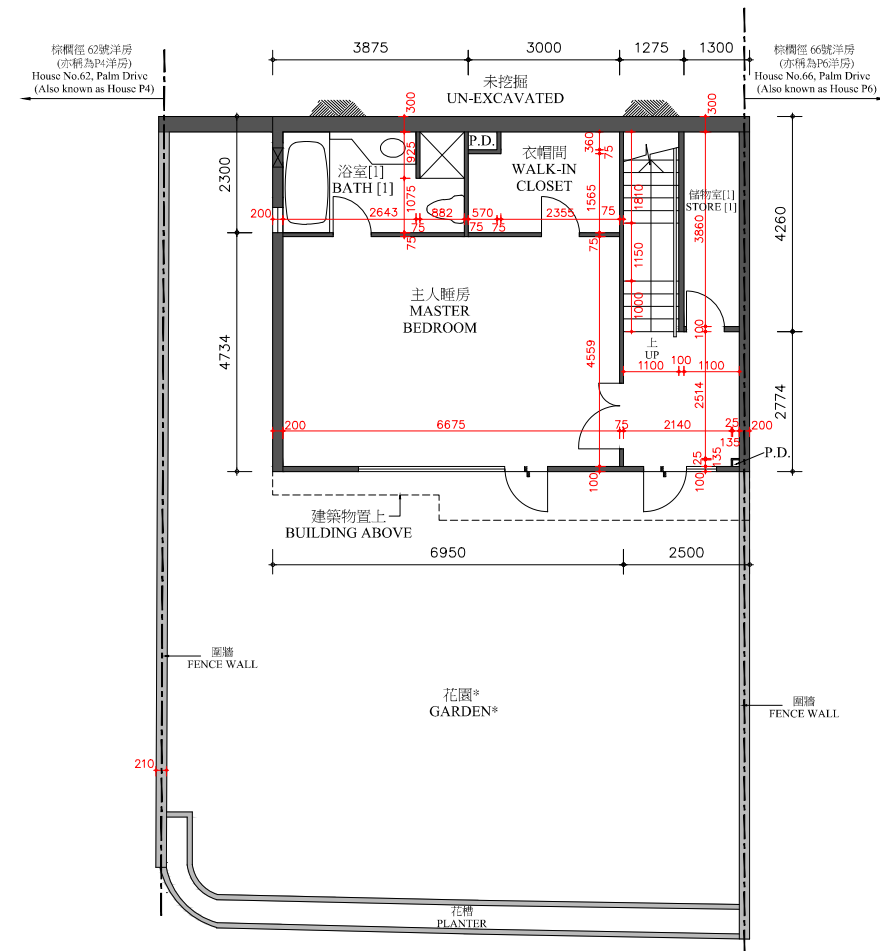 棕櫚徑 62號洋房
(亦稱為P4洋房)
House No.62, Palm Drive
(Also known as House P4)
3875
3000
1275
1300
棕櫚徑 66號洋房
(亦稱為P6洋房)
House No.66, Palm Drive
(Also known as House P6)
未挖掘
UN-EXCAVATED
300
300
2300
925
浴室[1]
BATH [1]
1075
P.D.
衣帽間
WALK-IN
CLOSET
360
75
1565
1810
儲物室[1]
STORE [1]
3860
4260
200
2643
882
570
2355
75
75
75
75
75
75
1150
1000
主人睡房
MASTER
BEDROOM
上
UP
100
4734
4559
1100
100
1100
2514
2774
200
6675
75
2140
25
200
135
P.D.
25
135
100
100
建築物置上
BUILDING ABOVE
6950
2500
圍牆
FENCE WALL
花園*
GARDEN*
圍牆
FENCE WALL
210
花槽
PLANTER